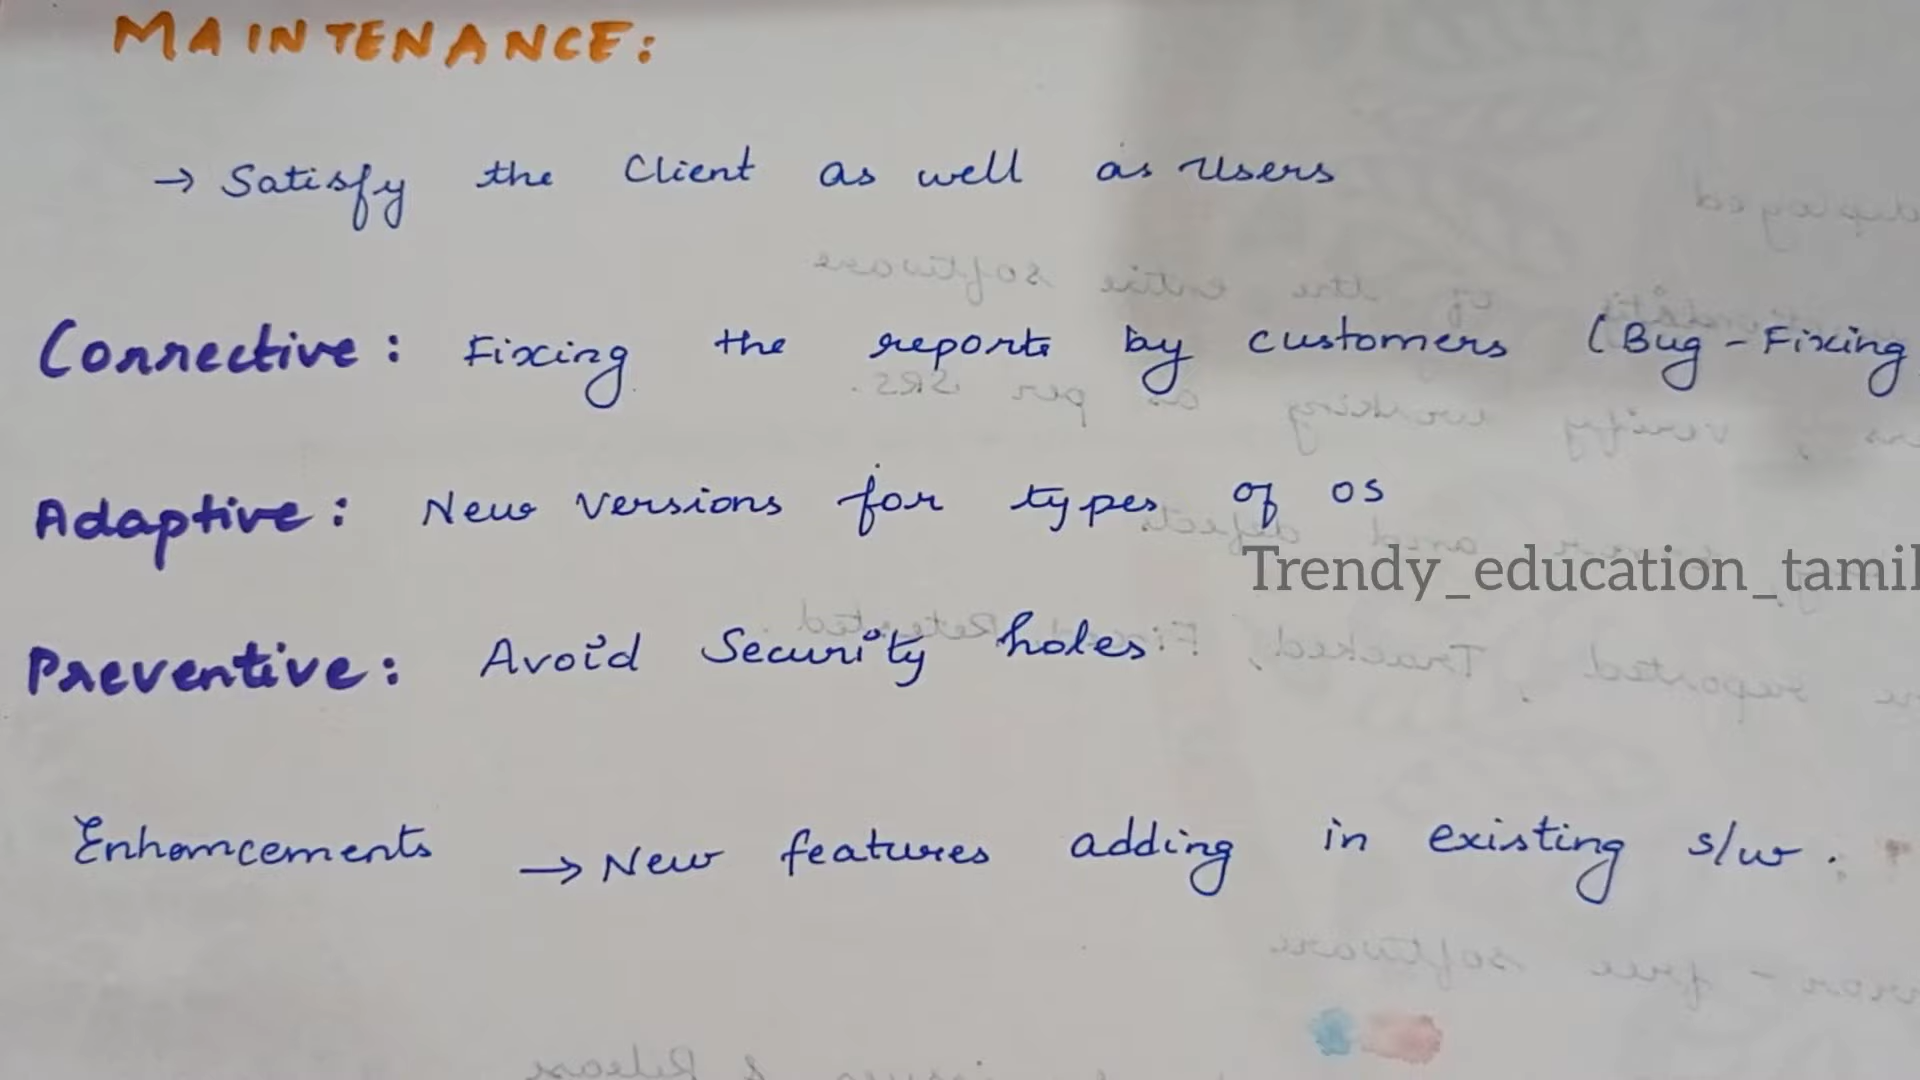 MAINTENANCE:
→ Satisfy the Client as well as users
Corrective: Fixing the reports by customers (Bug-Fixing
Adaptive: New versions for types of OS
Trendy_education_tamil
Preventive: Avoid Security holes
Enhancements → New features adding in existing s/w.